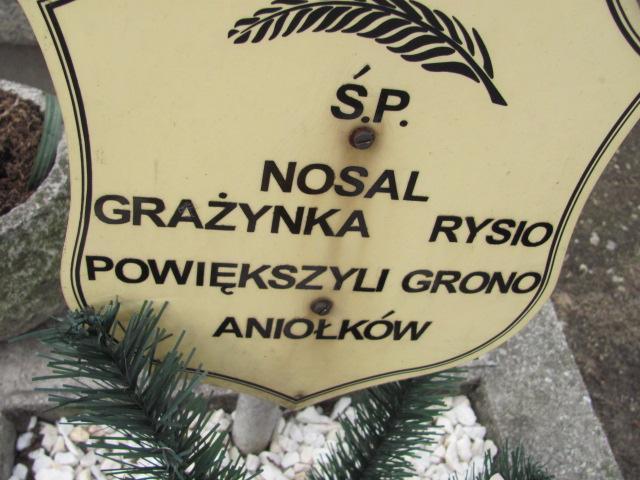 Ś.P.
NOSAL
GRAŻYNKA RYSIO
POWIĘKSZYLI GRONO
ANIOŁKÓW